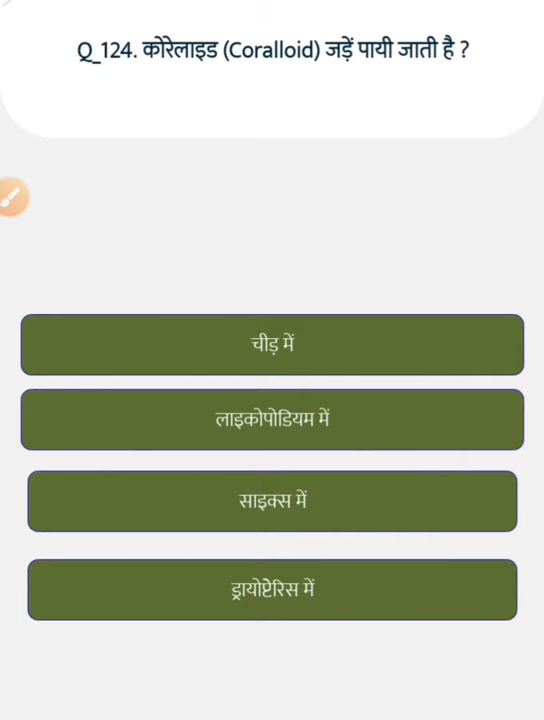 Q_124. कोरेलाइड (Coralloid) जड़ें पायी जाती है ?
चीड़ में
लाइकोपोडियम में
साइक्स में
ड्रायोप्टेरिस में